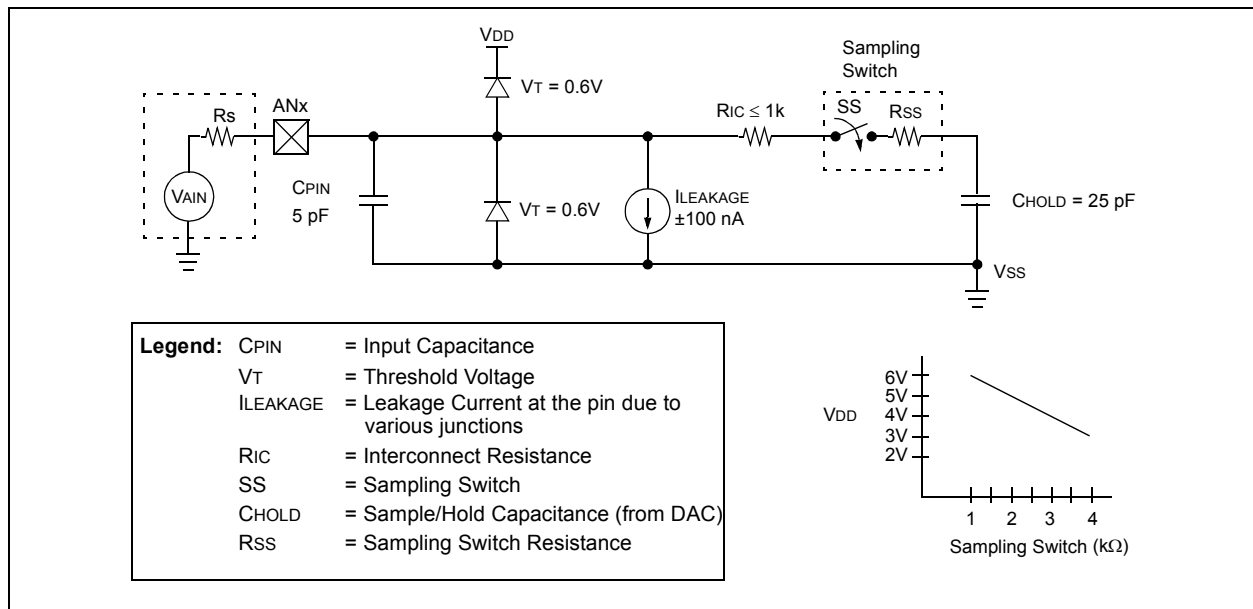 VDD
Sampling
Switch
VT = 0.6V
ANx
Rs
RIC ≤ 1k
SS
RSS
VAIN
CPIN
5 pF
VT = 0.6V
ILEAKAGE
±100 nA
CHOLD = 25 pF
VSS
Legend: CPIN = Input Capacitance
VT = Threshold Voltage
ILEAKAGE = Leakage Current at the pin due to
various junctions
RIC = Interconnect Resistance
SS = Sampling Switch
CHOLD = Sample/Hold Capacitance (from DAC)
RSS = Sampling Switch Resistance
6V
5V
VDD
4V
3V
2V
1 2 3 4
Sampling Switch (kΩ)